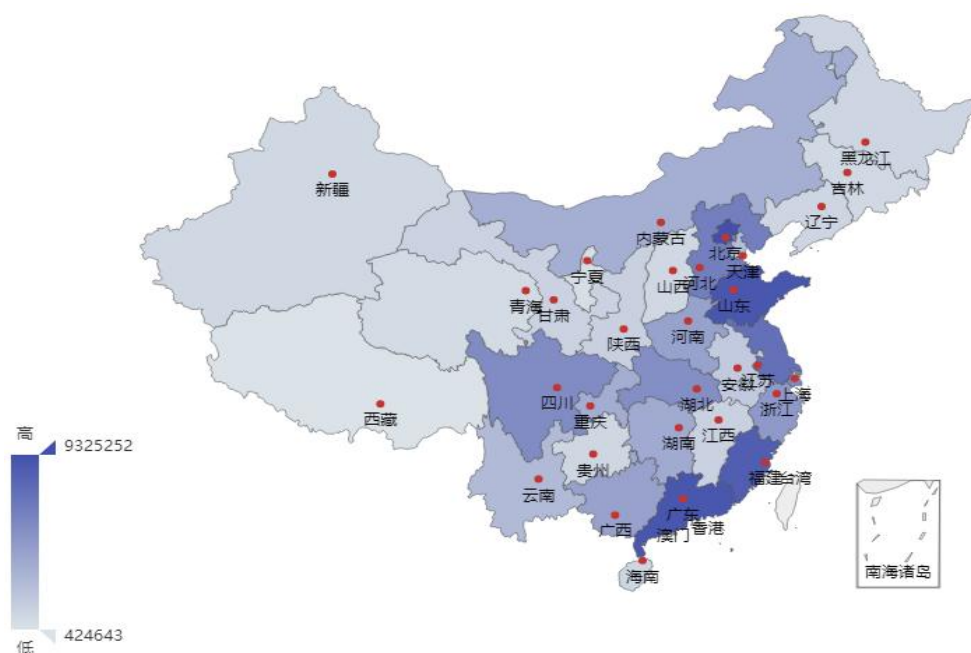 黑龙江
吉林
新疆
辽宁
内蒙古
北京
宁夏
天津
山西
河北
青海
山东
甘肃
河南
陕西
安徽
江苏
四川
湖北
上海
西藏
重庆
浙江
江西
湖南
高
9325252
贵州
福建
台湾
云南
广东
广西
香港
澳门
南海诸岛
海南
424643
低